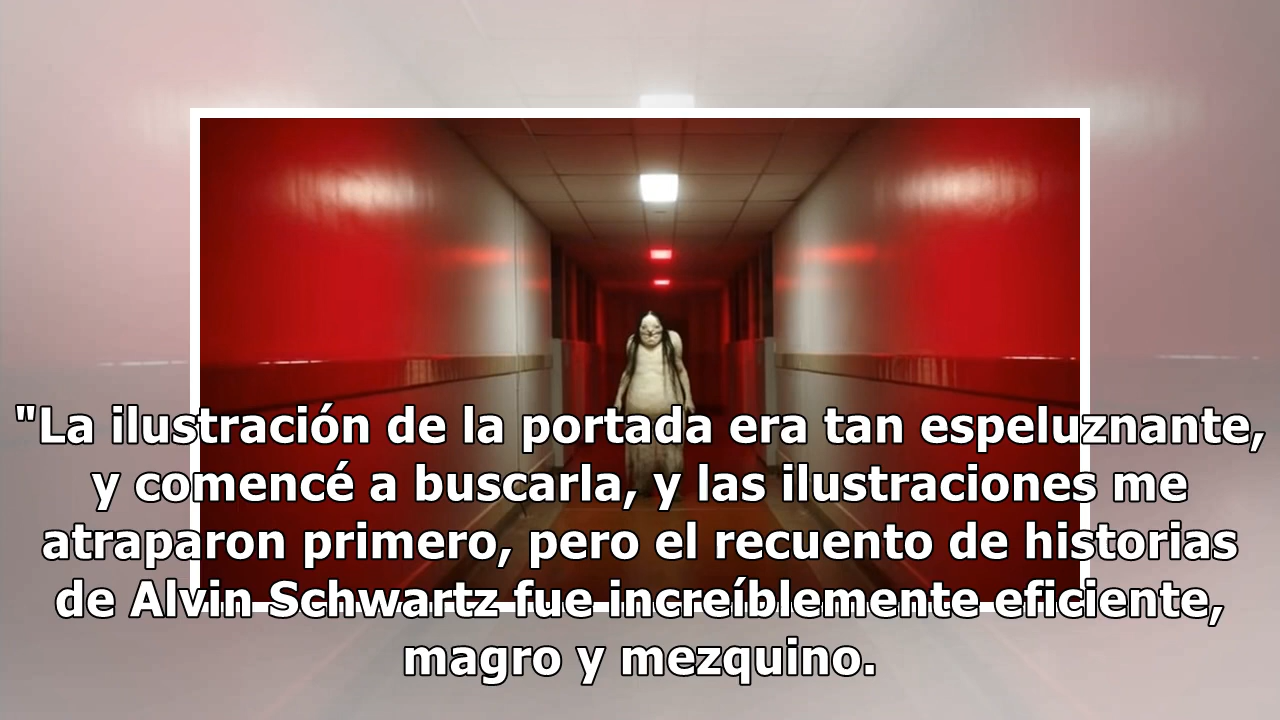 "La ilustración de la portada era tan espeluznante,
y comencé a buscarla, y las ilustraciones me
atraparon primero, pero el recuento de historias
de Alvin Schwartz fue increíblemente eficiente,
magro y mezquino.